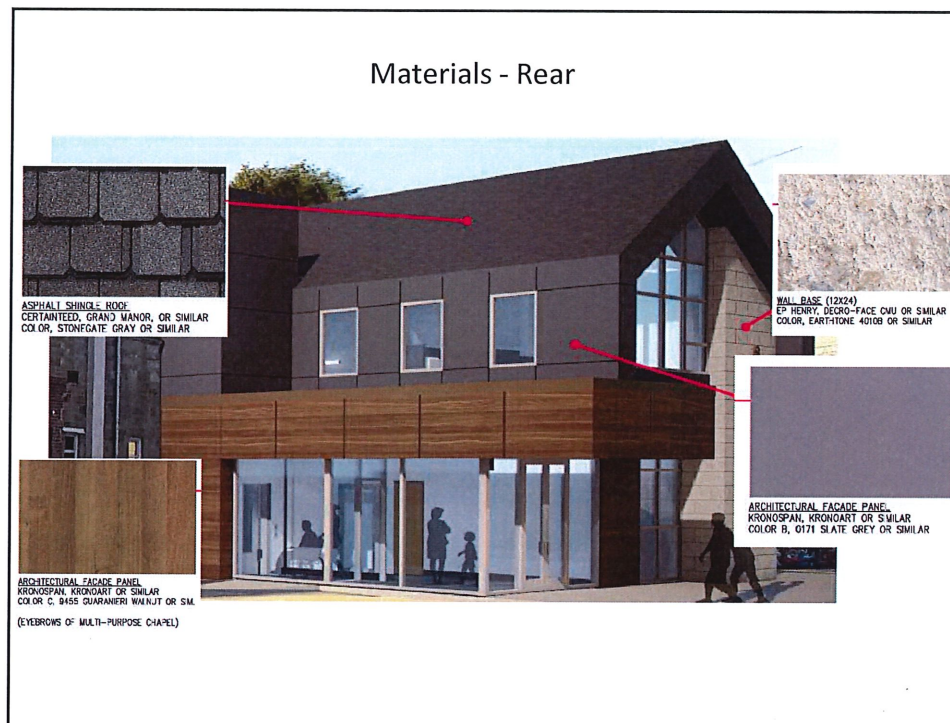 Materials - Rear
ASPHALT SHINGLE ROOF
CERTAINTEED, GRAND MANOR, OR SIMILAR
COLOR, STONEGATE GRAY OR SIMILAR
WALL BASE (12X24)
EP HENRY, DECRO-FACE CMU OR SIMILAR
COLOR, EARTHTONE 4010B OR SIMILAR
ARCHITECTURAL FACADE PANEL
KRONOSPAN, KRONOART OR SIMILAR
COLOR B, 0171 SLATE GREY OR SIMILAR
ARCHITECTURAL FACADE PANEL
KRONOSPAN, KRONOART OR SIMILAR
COLOR C, 9455 GUARANIERI WALNUT OR SIM.
(EYEBROWS OF MULTI-PURPOSE CHAPEL)